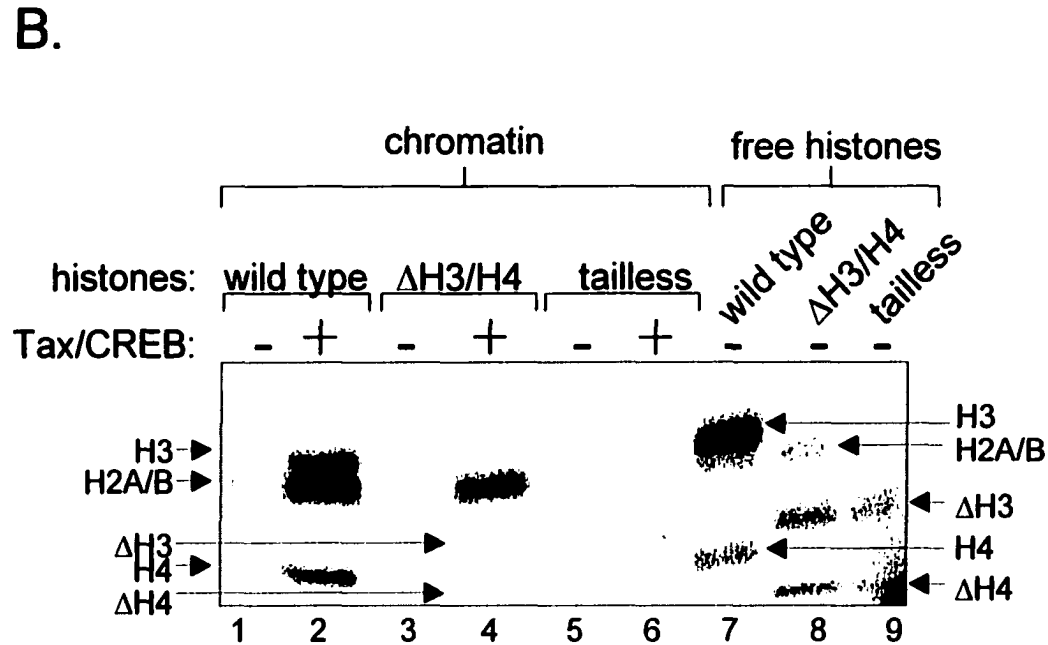 B.
chromatin
free histones
histones: wild type ΔH3/H4 tailless wild type ΔH3/H4 tailless
Tax/CREB: - + - + - + - - -
H3
H2A/B
ΔH3
H4
ΔH4
H3
H2A/B
ΔH3
H4
ΔH4
1 2 3 4 5 6 7 8 9